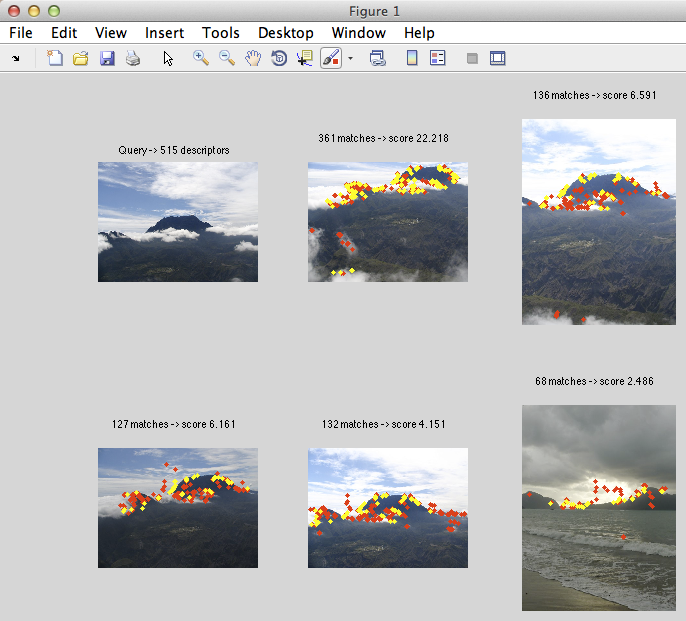 Figure 1
File Edit View Insert Tools Desktop Window Help
Query -> 515 descriptors
361 matches -> score 22.218
136 matches -> score 6.591
127 matches -> score 6.161
132 matches -> score 4.151
68 matches -> score 2.486